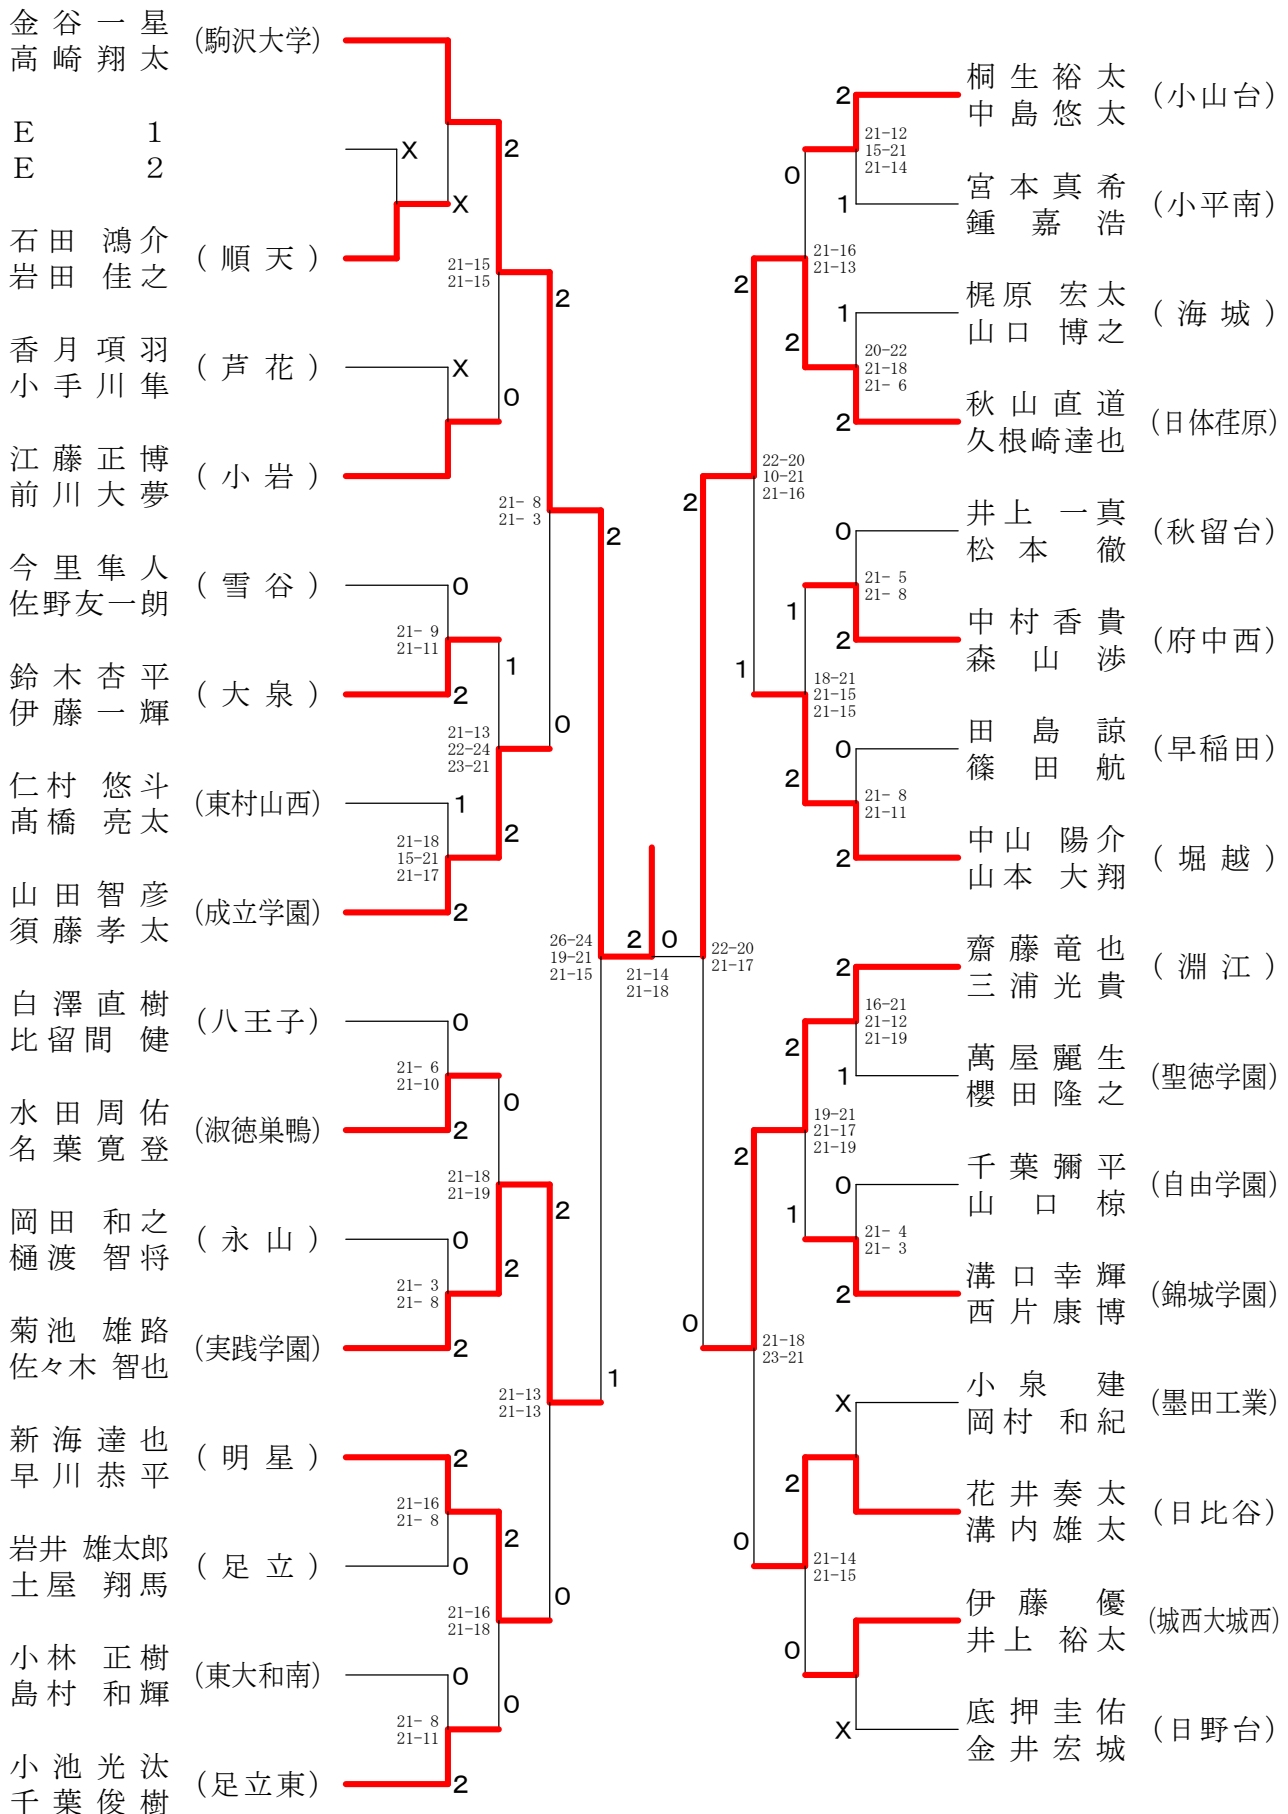 金谷一星
高崎翔太
(駒沢大学)
E 1
E 2
X
X
2
石田 鴻介
岩田 佳之
(順天)
21-15
21-15
2
香月項羽
小手川隼
(芦花)
X
0
江藤正博
前川大夢
(小岩)
21- 8
21- 3
2
今里隼人
佐野友一朗
(雪谷)
0
21- 9
21-11
1
鈴木杏平
伊藤一輝
(大泉)
2
21-13
22-24
23-21
0
仁村 悠斗
髙橋 亮太
(東村山西)
1
21-18
15-21
21-17
2
山田智彦
須藤孝太
(成立学園)
2
26-24
19-21
21-15
2
0
21-14
21-18
白澤直樹
比留間 健
(八王子)
0
21- 6
21-10
0
水田周佑
名葉寛登
(淑徳巣鴨)
2
21-18
21-19
2
岡田 和之
樋渡 智将
(永山)
0
21- 3
21- 8
2
菊池 雄路
佐々木 智也
(実践学園)
2
21-13
21-13
1
新海達也
早川恭平
(明星)
2
21-16
21- 8
2
岩井 雄太郎
土屋 翔馬
(足立)
0
21-16
21-18
0
小林 正樹
島村 和輝
(東大和南)
0
21- 8
21-11
0
小池光汰
千葉俊樹
(足立東)
2
2
桐生裕太
中島悠太
(小山台)
21-12
15-21
21-14
0
1
宮本真希
鍾嘉浩
(小平南)
21-16
21-13
2
1
梶原 宏太
山口 博之
(海城)
20-22
21-18
21- 6
2
2
秋山直道
久根崎達也
(日体荏原)
22-20
10-21
21-16
2
0
井上 一真
松本 徹
(秋留台)
21- 5
21- 8
1
2
中村香貴
森山渉
(府中西)
18-21
21-15
21-15
1
0
田島諒
篠田航
(早稲田)
21- 8
21-11
2
2
中山 陽介
山本 大翔
(堀越)
22-20
21-17
2
齋藤竜也
三浦光貴
(淵江)
16-21
21-12
21-19
2
1
萬屋麗生
櫻田隆之
(聖徳学園)
19-21
21-17
21-19
2
0
千葉彌平
山口椋
(自由学園)
21- 4
21- 3
1
2
溝口幸輝
西片康博
(錦城学園)
21-18
23-21
0
X
小泉 建
岡村 和紀
(墨田工業)
2
花井奏太
溝内雄太
(日比谷)
21-14
21-15
0
伊藤 優
井上 裕太
(城西大城西)
0
X
底押圭佑
金井宏城
(日野台)